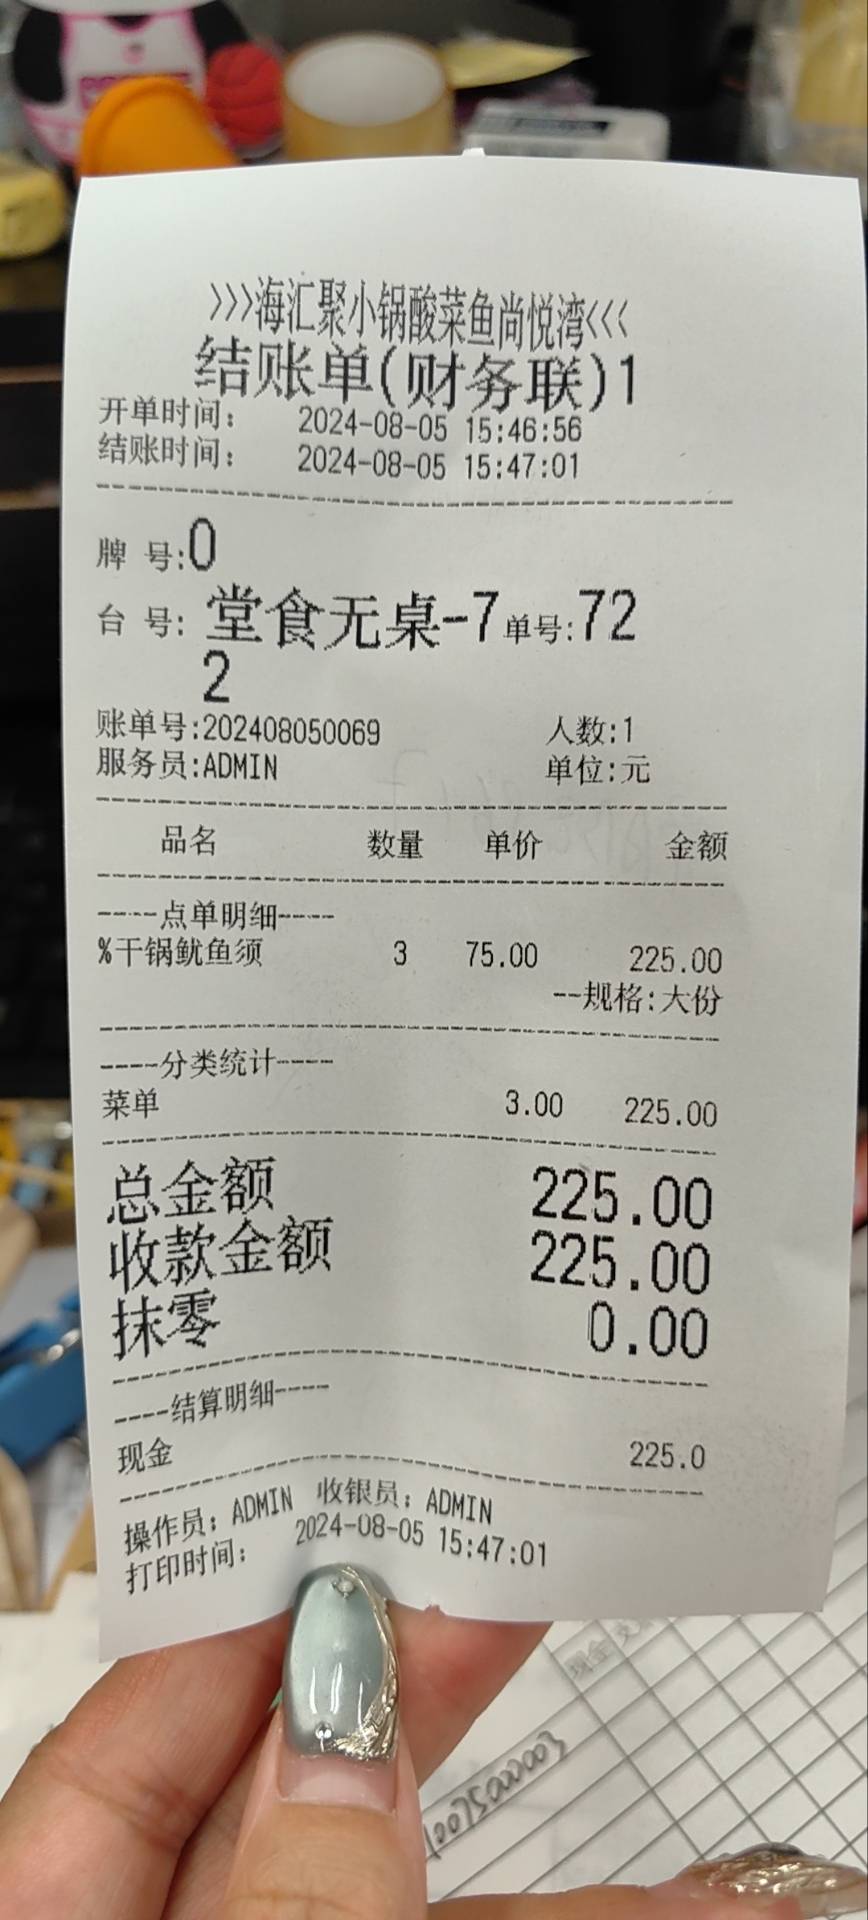 >>>海汇聚小锅酸菜鱼尚悦湾<<<
结账单(财务联)1
开单时间: 2024-08-05 15:46:56
结账时间: 2024-08-05 15:47:01
牌 号:0
台 号: 堂食无桌-7 单号:72
2
账单号:202408050069 人数:1
服务员:ADMIN 单位:元
品名 数量 单价 金额
----点单明细----
%干锅鱿鱼须 3 75.00 225.00
--规格:大份
----分类统计----
菜单 3.00 225.00
总金额 225.00
收款金额 225.00
抹零 0.00
----结算明细----
现金 225.0
操作员: ADMIN 收银员: ADMIN
打印时间: 2024-08-05 15:47:01
现金